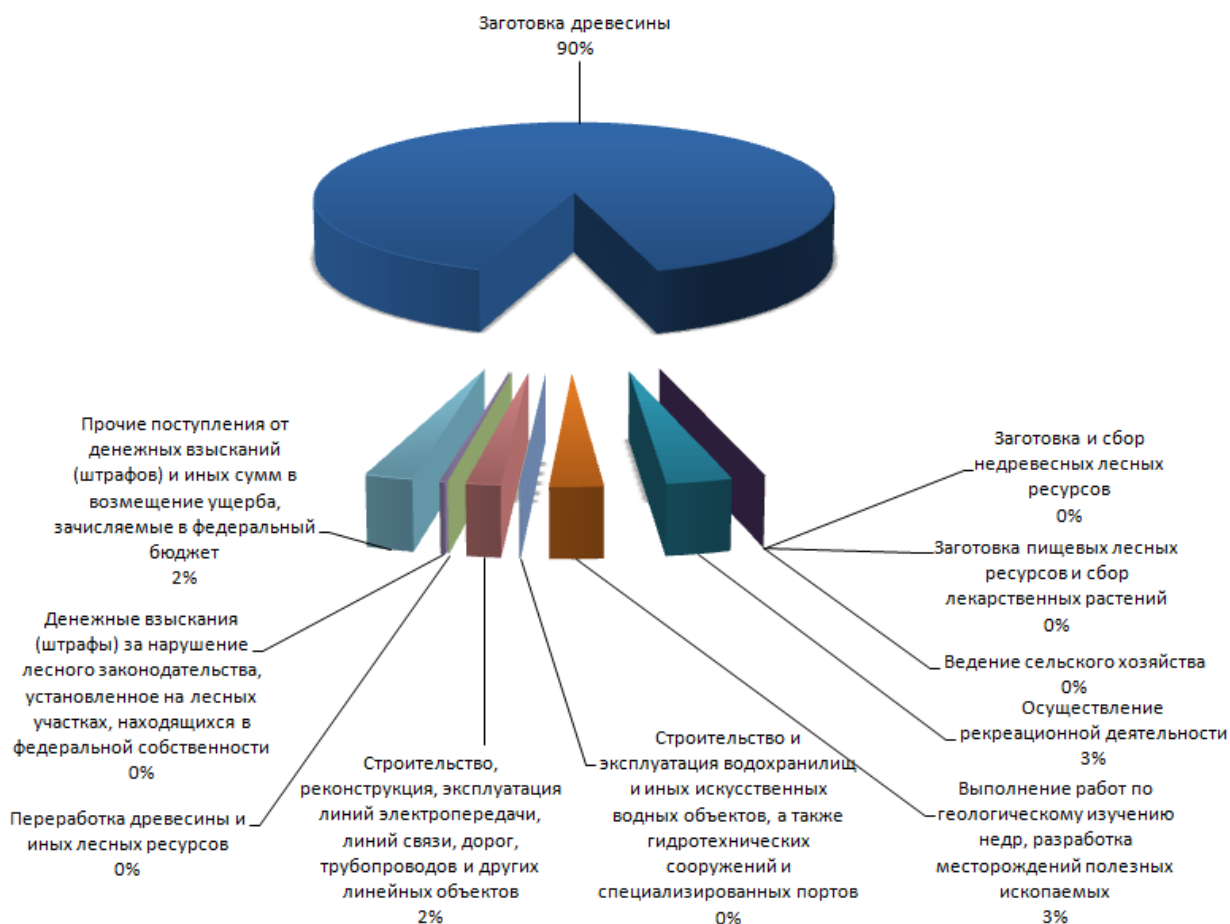 Заготовка древесины
90%
Прочие поступления от
денежных взысканий
(штрафов) и иных сумм в
возмещение ущерба,
зачисляемые в федеральный
бюджет
2%
Денежные взыскания
(штрафы) за нарушение
лесного законодательства,
установленное на лесных
участках, находящихся в
федеральной собственности
0%
Переработка древесины и
иных лесных ресурсов
0%
Строительство,
реконструкция, эксплуатация
линий электропередачи,
линий связи, дорог,
трубопроводов и других
линейных объектов
2%
Строительство и
эксплуатация водохранилищ
и иных искусственных
водных объектов, а также
гидротехнических
сооружений и
специализированных портов
0%
Заготовка и сбор
недревесных лесных
ресурсов
0%
Заготовка пищевых лесных
ресурсов и сбор
лекарственных растений
0%
Ведение сельского хозяйства
0%
Осуществление
рекреационной деятельности
3%
Выполнение работ по
геологическому изучению
недр, разработка
месторождений полезных
ископаемых
3%